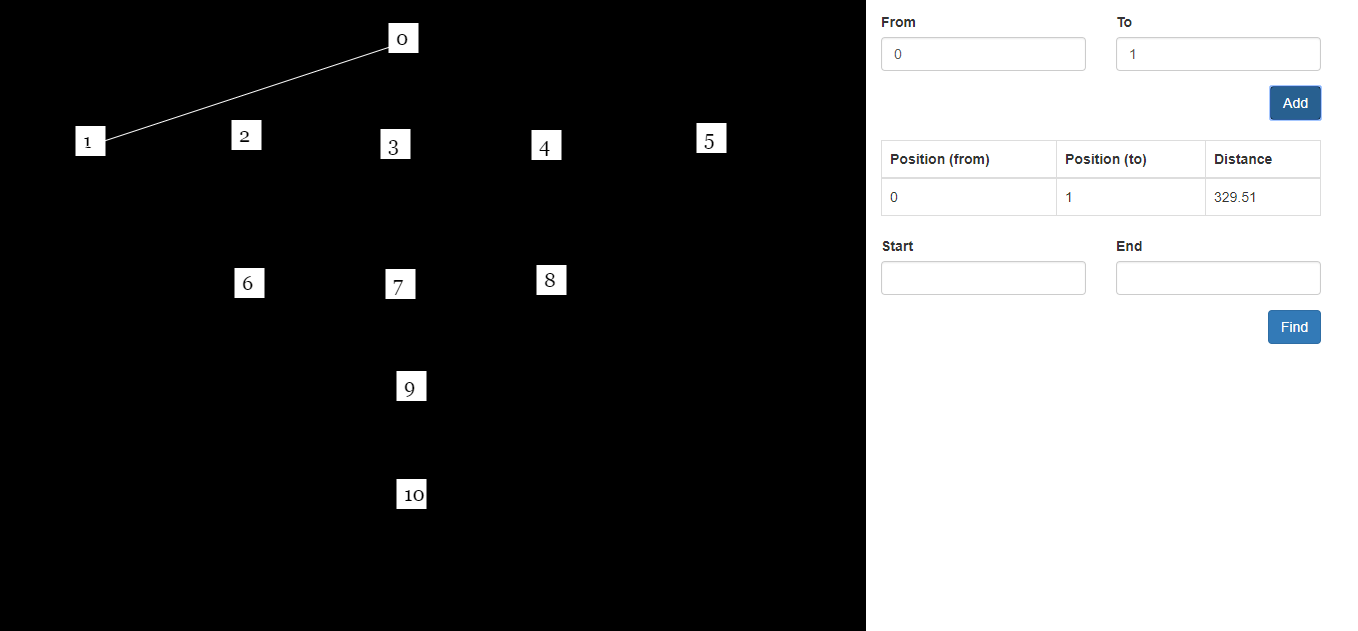 0
1 2 3 4 5
6 7 8
9
10
From To
0 1
Add
Position (from) Position (to) Distance
0 1 329.51
Start End
Find